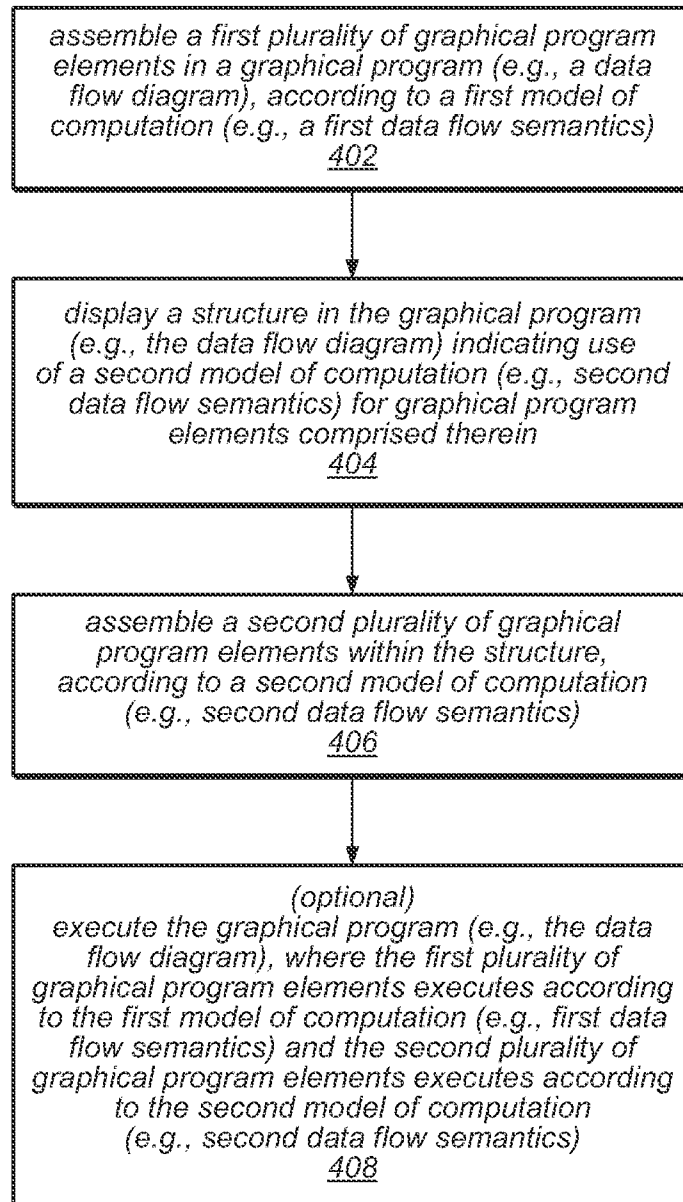 assemble a first plurality of graphical program
elements in a graphical program (e.g., a data
flow diagram), according to a first model of
computation (e.g., a first data flow semantics)
402
display a structure in the graphical program
(e.g., the data flow diagram) indicating use
of a second model of computation (e.g., second
data flow semantics) for graphical program
elements comprised therein
404
assemble a second plurality of graphical
program elements within the structure,
according to a second model of computation
(e.g., second data flow semantics)
406
(optional)
execute the graphical program (e.g., the data
flow diagram), where the first plurality of
graphical program elements executes according
to the first model of computation (e.g., first data
flow semantics) and the second plurality of
graphical program elements executes according
to the second model of computation
(e.g., second data flow semantics)
408